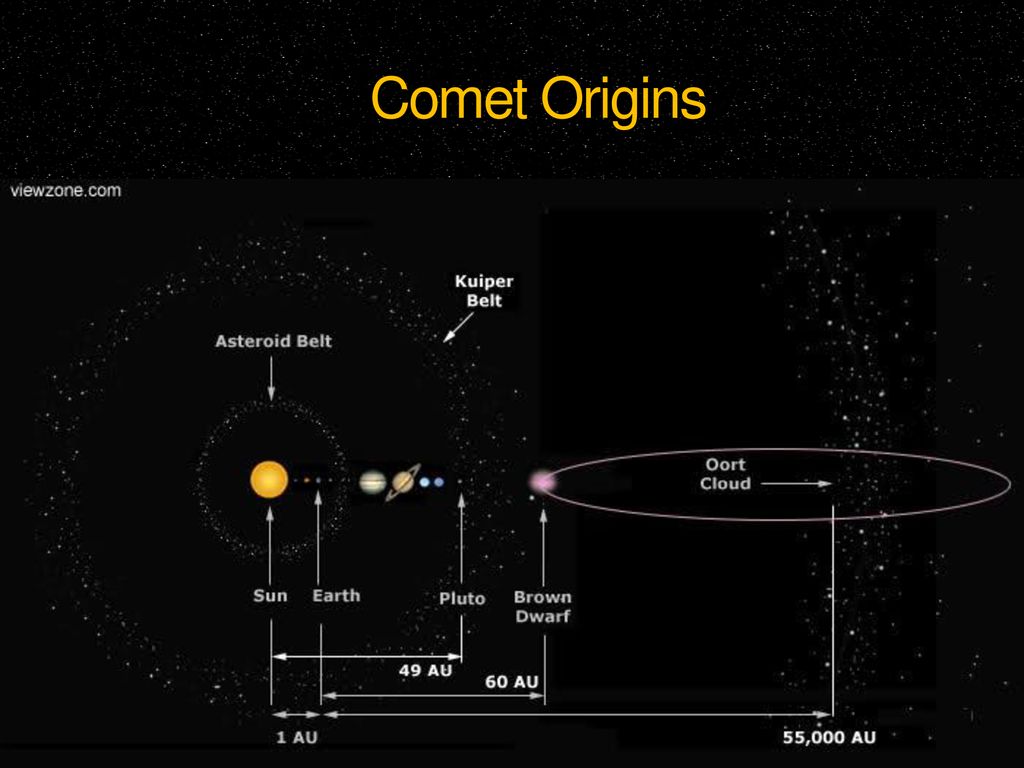 Comet Origins
viewzone.com
Kuiper
Belt
Asteroid Belt
Oort
Cloud
Sun
Earth
Pluto
Brown
Dwarf
49 AU
60 AU
1 AU
55,000 AU